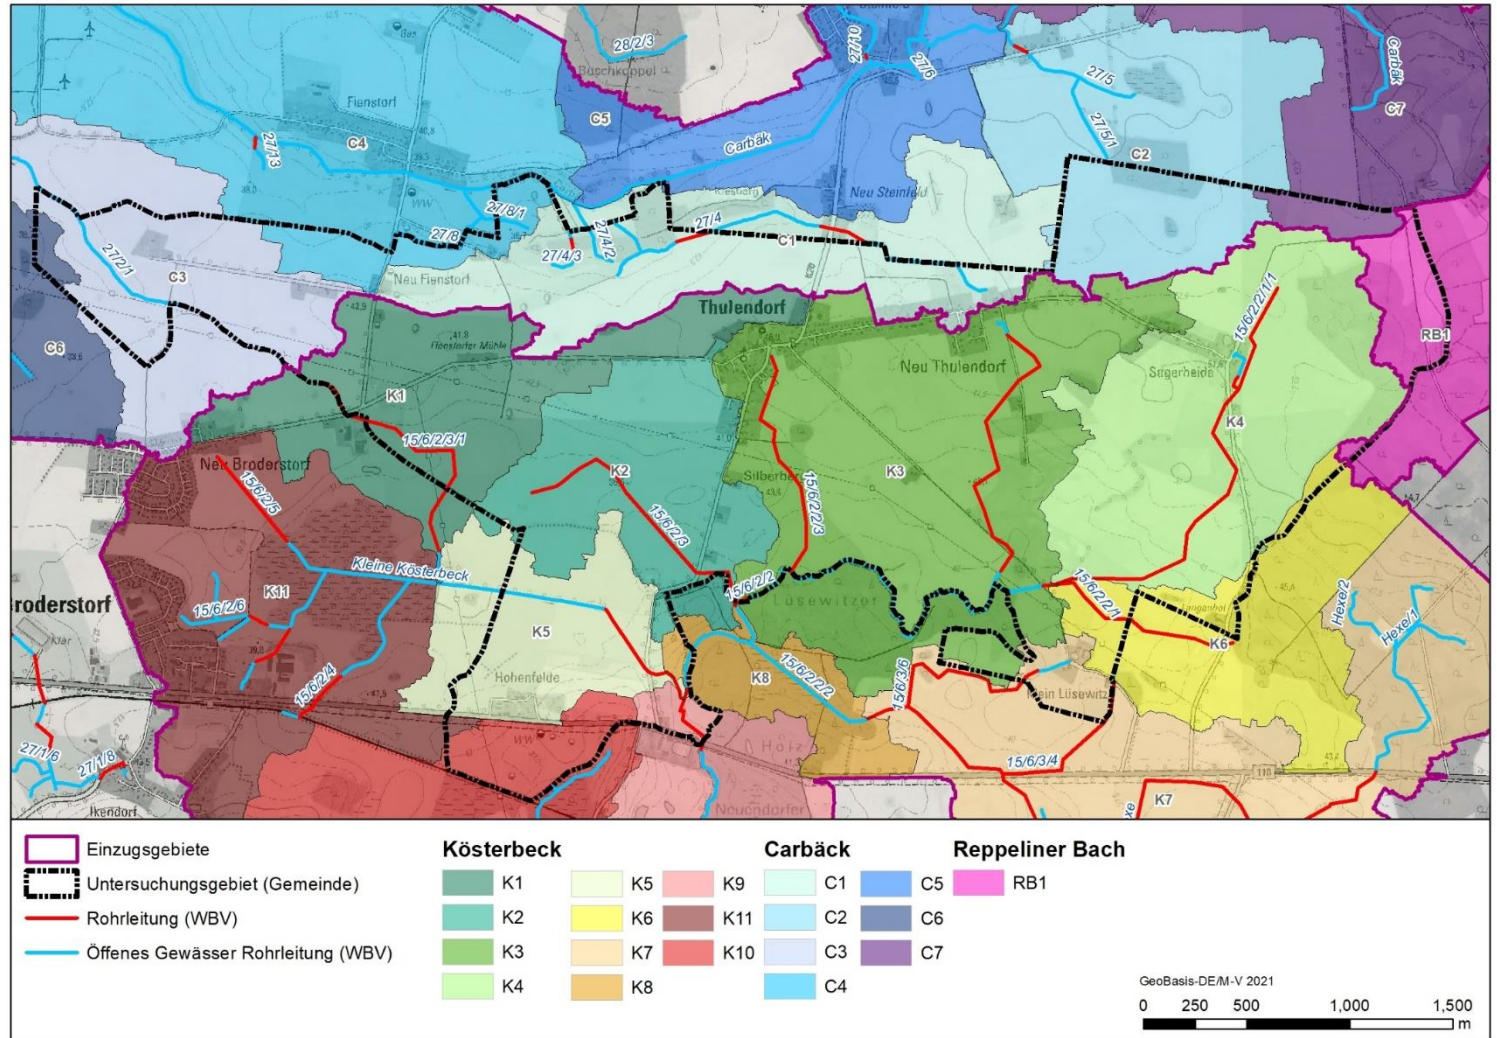 28/2/3
Buschkoppel
27/10
27/6
27/5
Carbäk
C7
Fienstorf
C5
27/13
C4
Carbäk
27/5/1
C2
WW
Neu Steinfeld
27/8/1
27/8
27/4
27/4/2
27/4/3
C1
RB1
27/2/1
C3
Neu Fienstorf
Thulendorf
15/6/2/2/1/1
C6
Fienstorfer Mühle
Neu Thulendorf
Sagerheide
K1
15/6/2/3/1
K4
Neu Broderstorf
K2
Silberberg
K3
15/6/2/5
15/6/2/3
15/6/2/2/3
Kleine Kösterbeck
15/6/2/2
15/6/2/2/1
K11
15/6/2/6
Lüsewitzer
Hexe/2
Hexe/1
K5
K6
Hohenfelde
K8
15/6/2/2/2
15/6/3/6
Klein Lüsewitz
15/6/2/4
WW
Holz
15/6/3/4
110
27/1/6
27/1/8
Ikendorf
Neuendorfer
K7
Einzugsgebiete
Untersuchungsgebiet (Gemeinde)
Rohrleitung (WBV)
Öffenes Gewässer Rohrleitung (WBV)
Kösterbeck
K1
K2
K3
K4
K5
K6
K7
K8
K9
K11
K10
Carbäck
C1
C2
C3
C4
C5
C6
C7
Reppeliner Bach
RB1
GeoBasis-DE/M-V 2021
0 250 500 1,000 1,500
m